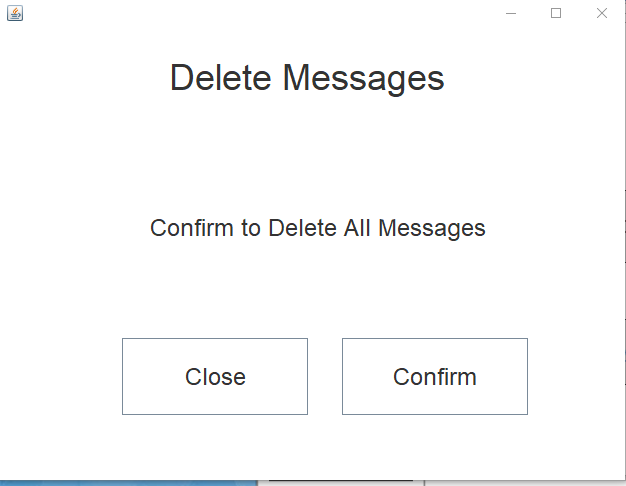 Delete Messages
Confirm to Delete All Messages
Close
Confirm